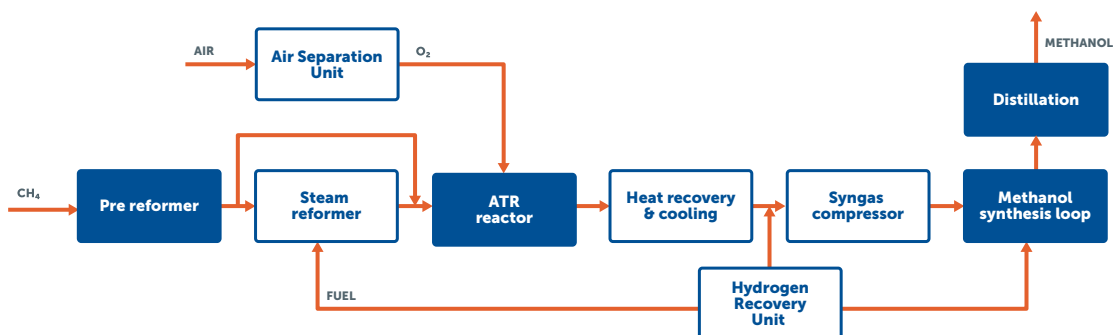 AIR
Air Separation
Unit
O₂
METHANOL
Distillation
CH₄
Pre reformer
Steam
reformer
ATR
reactor
Heat recovery
& cooling
Syngas
compressor
Methanol
synthesis loop
FUEL
Hydrogen
Recovery
Unit